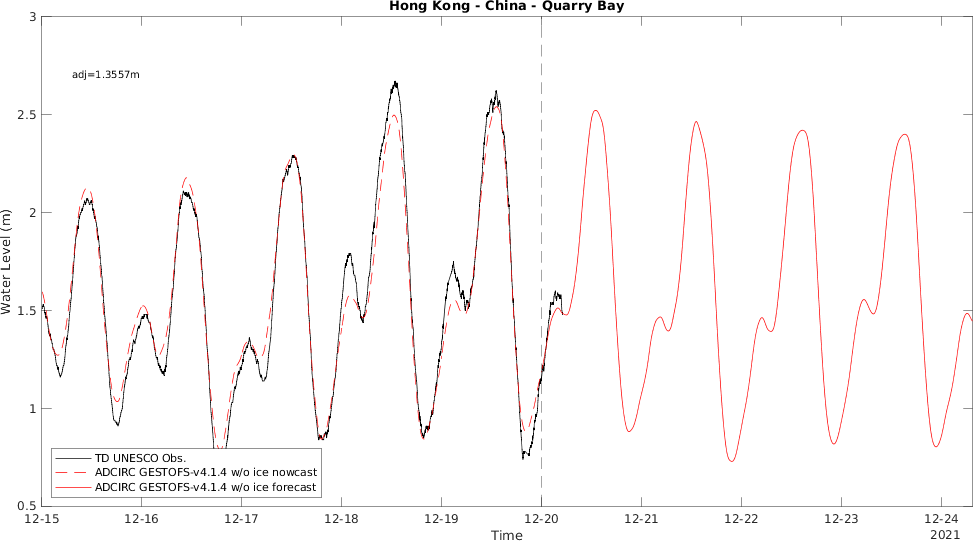 Hong Kong - China - Quarry Bay
3
adj=1.3557m
2.5
2
Water Level (m)
1.5
1
TD UNESCO Obs.
ADCIRC GESTOFS-v4.1.4 w/o ice nowcast
ADCIRC GESTOFS-v4.1.4 w/o ice forecast
0.5
12-15 12-16 12-17 12-18 12-19 12-20 12-21 12-22 12-23 12-24
Time 2021